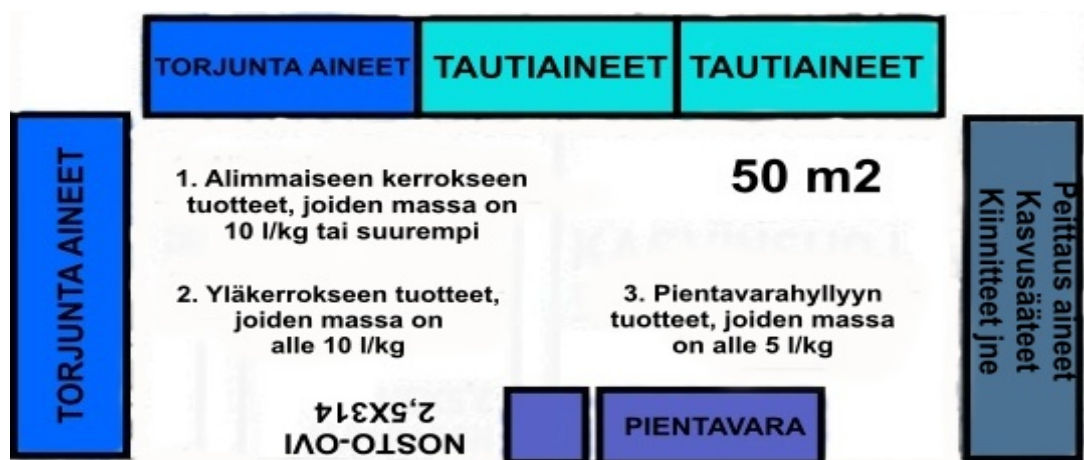 TORJUNTA AINEET
TAUTIAINEET
TAUTIAINEET
TORJUNTA AINEET
1. Alimmaiseen kerrokseen
tuotteet, joiden massa on
10 l/kg tai suurempi
50 m2
2. Yläkerrokseen tuotteet,
joiden massa on
alle 10 l/kg
3. Pientavarahyllyyn
tuotteet, joiden massa
on alle 5 l/kg
Peittaus aineet
Kasvusääteet
Kiinnitteet jne
NOSTO-OVI
2,5X314
PIENTAVARA